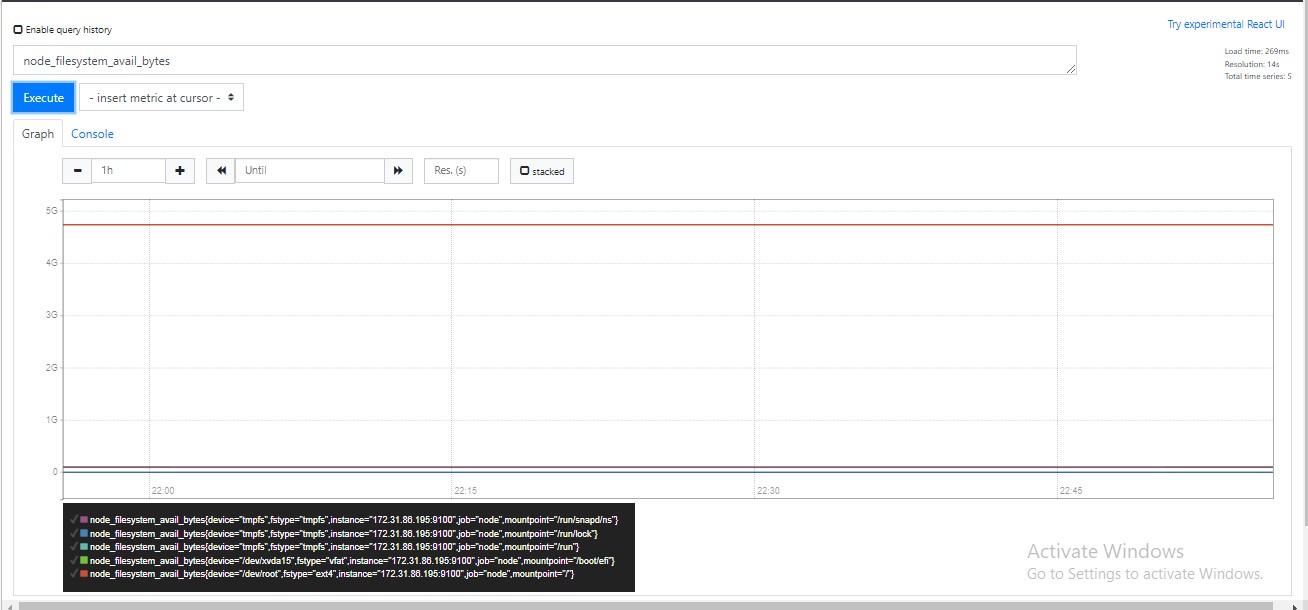 Try experimental React UI
Enable query history
node_filesystem_avail_bytes
Load time: 269ms
Resolution: 14s
Total time series: 5
Execute
- insert metric at cursor -
Graph
Console
1h
Until
Res. (s)
stacked
5G
4G
3G
2G
1G
0
22:00
22:15
22:30
22:45
node_filesystem_avail_bytes{device="tmpfs",fstype="tmpfs",instance="172.31.86.195:9100",job="node",mountpoint="/run/snapd/ns"}
node_filesystem_avail_bytes{device="tmpfs",fstype="tmpfs",instance="172.31.86.195:9100",job="node",mountpoint="/run/lock"}
node_filesystem_avail_bytes{device="tmpfs",fstype="tmpfs",instance="172.31.86.195:9100",job="node",mountpoint="/run"}
node_filesystem_avail_bytes{device="/dev/xvda15",fstype="vfat",instance="172.31.86.195:9100",job="node",mountpoint="/boot/efi"}
node_filesystem_avail_bytes{device="/dev/root",fstype="ext4",instance="172.31.86.195:9100",job="node",mountpoint="/"}
Activate Windows
Go to Settings to activate Windows.